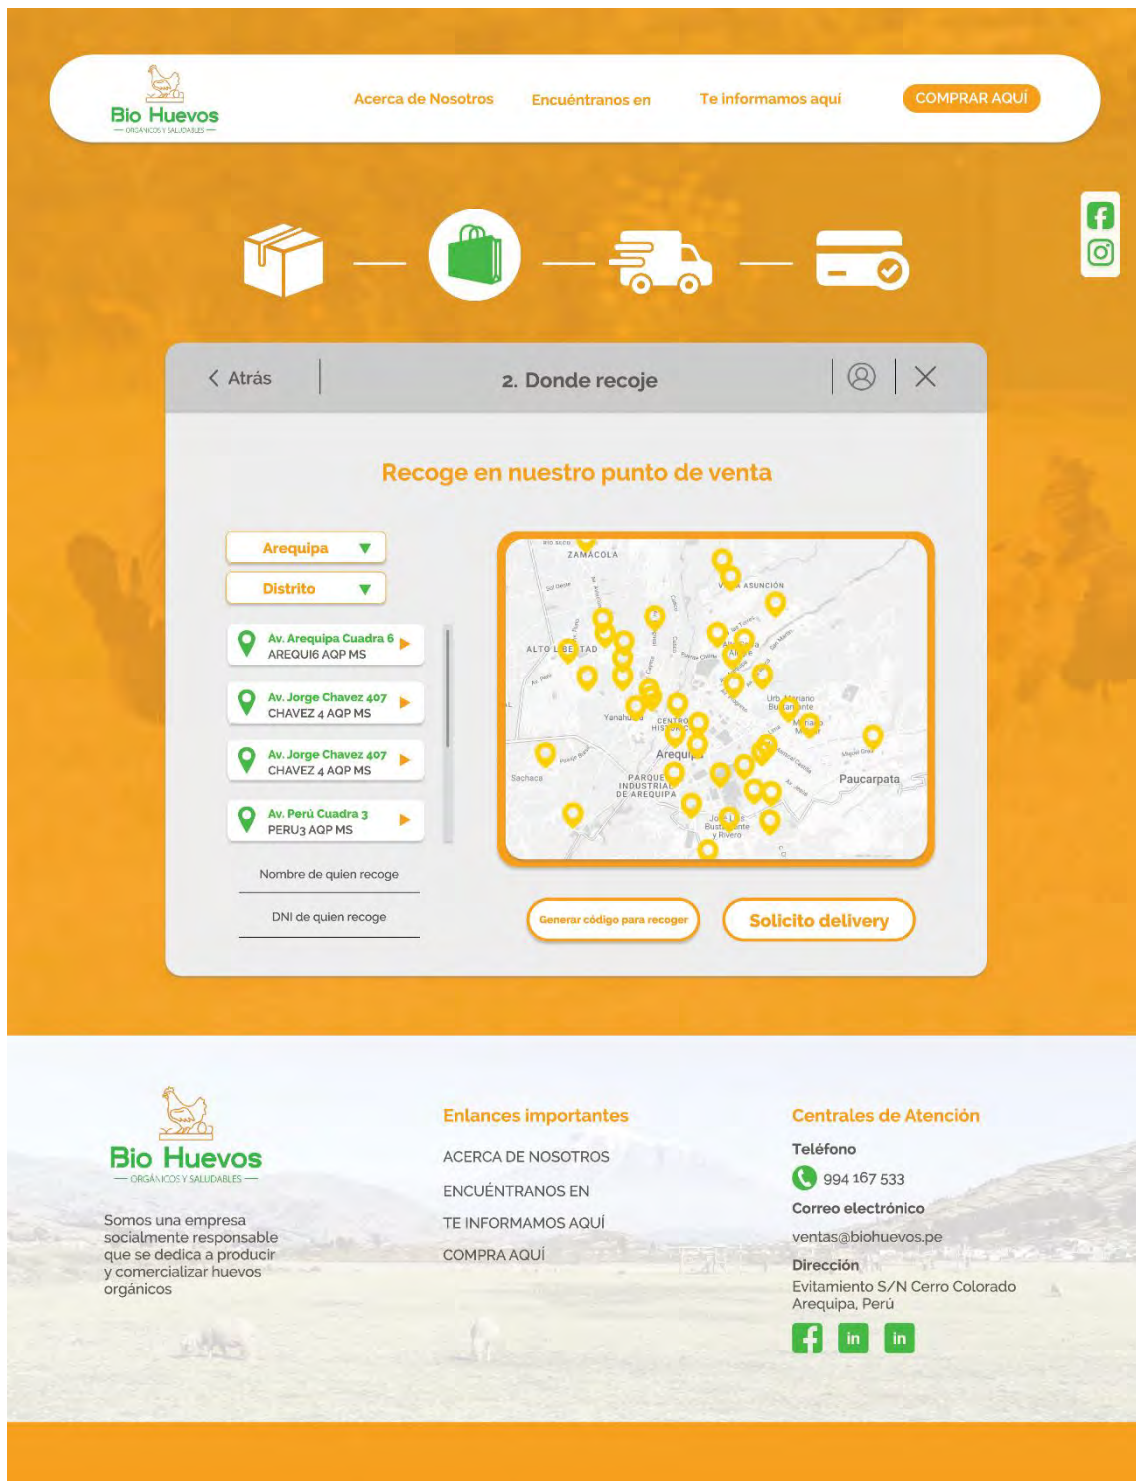 Bio Huevos
ORGÁNICOS Y SALUDABLES
Acerca de Nosotros
Encuéntranos en
Te informamos aquí
COMPRAR AQUÍ
Atrás
2. Donde recoje
Recoge en nuestro punto de venta
Arequipa
Distrito
Av. Arequipa Cuadra 6
AREQUI6 AQP MS
Av. Jorge Chavez 407
CHAVEZ 4 AQP MS
Av. Jorge Chavez 407
CHAVEZ 4 AQP MS
Av. Perú Cuadra 3
PERU3 AQP MS
Nombre de quien recoge
DNI de quien recoge
ZAMÁCOLA
ASUNCIÓN
Sachaca
PARQUE
INDUSTRIAL
DE AREQUIPA
Paucarpata
y Rivero
Generar código para recoger
Solicito delivery
Bio Huevos
ORGÁNICOS Y SALUDABLES
Somos una empresa
socialmente responsable
que se dedica a producir
y comercializar huevos
orgánicos
Enlances importantes
ACERCA DE NOSOTROS
ENCUÉNTRANOS EN
TE INFORMAMOS AQUÍ
COMPRA AQUÍ
Centrales de Atención
Teléfono
994 167 533
Correo electrónico
ventas@biohuevos.pe
Dirección
Evitamiento S/N Cerro Colorado
Arequipa, Perú
in
in